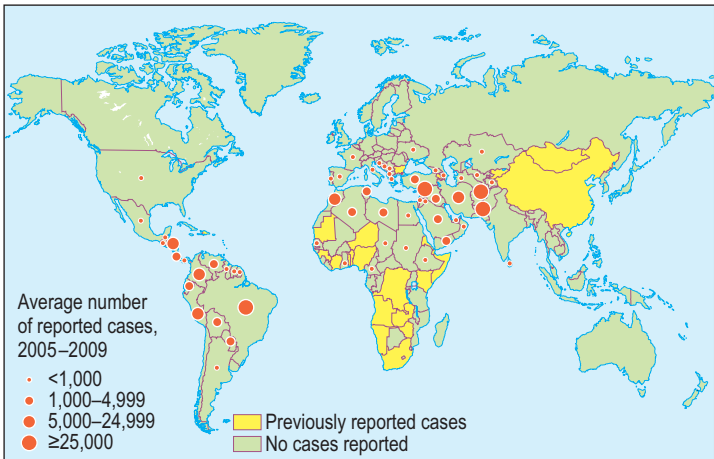 Average number
of reported cases,
2005–2009
<1,000
1,000–4,999
5,000–24,999
≥25,000
Previously reported cases
No cases reported